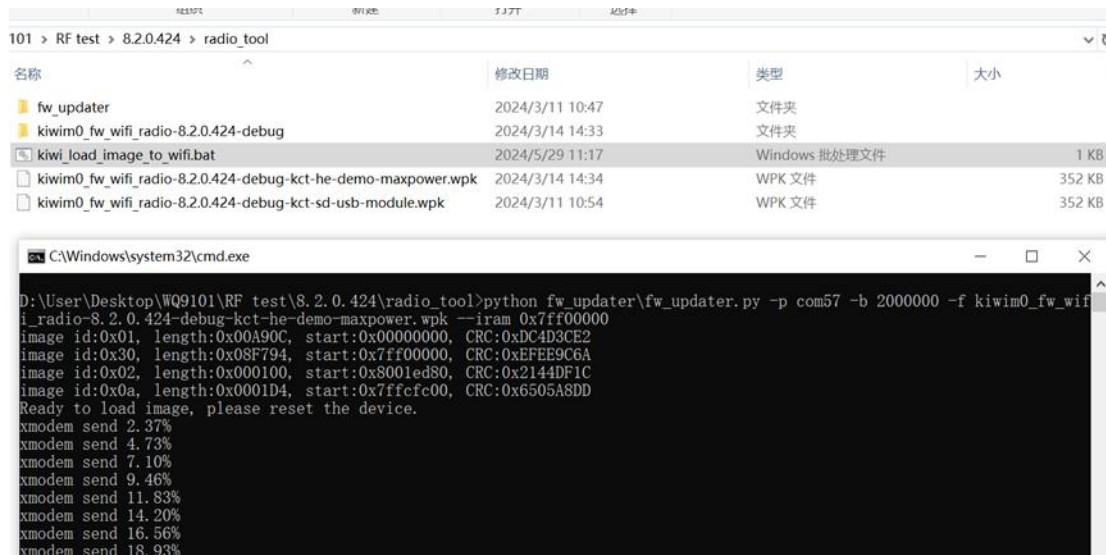 组织 新建 打开 选择
101 > RF test > 8.2.0.424 > radio_tool
名称 修改日期 类型 大小
fw_updater 2024/3/11 10:47 文件夹
kiwim0_fw_wifi_radio-8.2.0.424-debug 2024/3/14 14:33 文件夹
kiwi_load_image_to_wifi.bat 2024/5/29 11:17 Windows 批处理文件 1 KB
kiwim0_fw_wifi_radio-8.2.0.424-debug-kct-he-demo-maxpower.wpk 2024/3/14 14:34 WPK 文件 352 KB
kiwim0_fw_wifi_radio-8.2.0.424-debug-kct-sd-usb-module.wpk 2024/3/11 10:54 WPK 文件 352 KB
C:\Windows\system32\cmd.exe
D:\User\Desktop\WQ9101\RF test\8.2.0.424\radio_tool>python fw_updater\fw_updater.py -p com57 -b 2000000 -f kiwim0_fw_wif
i_radio-8.2.0.424-debug-kct-he-demo-maxpower.wpk --iram 0x7ff00000
image id:0x01, length:0x00A90C, start:0x00000000, CRC:0xDC4D3CE2
image id:0x30, length:0x08F794, start:0x7ff00000, CRC:0xEFEE9C6A
image id:0x02, length:0x000100, start:0x8001ed80, CRC:0x2144DF1C
image id:0x0a, length:0x0001D4, start:0x7ffcfc00, CRC:0x6505A8DD
Ready to load image, please reset the device.
xmodem send 2.37%
xmodem send 4.73%
xmodem send 7.10%
xmodem send 9.46%
xmodem send 11.83%
xmodem send 14.20%
xmodem send 16.56%
xmodem send 18.93%